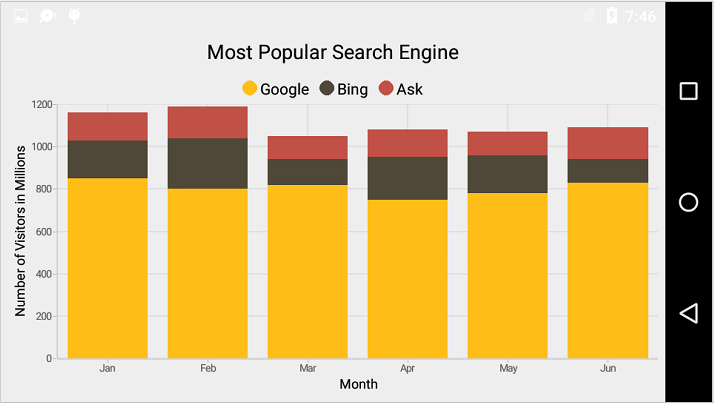 7:46
Most Popular Search Engine
Google Bing Ask
Number of Visitors in Millions
1200
1000
800
600
400
200
0
Jan Feb Mar Apr May Jun
Month